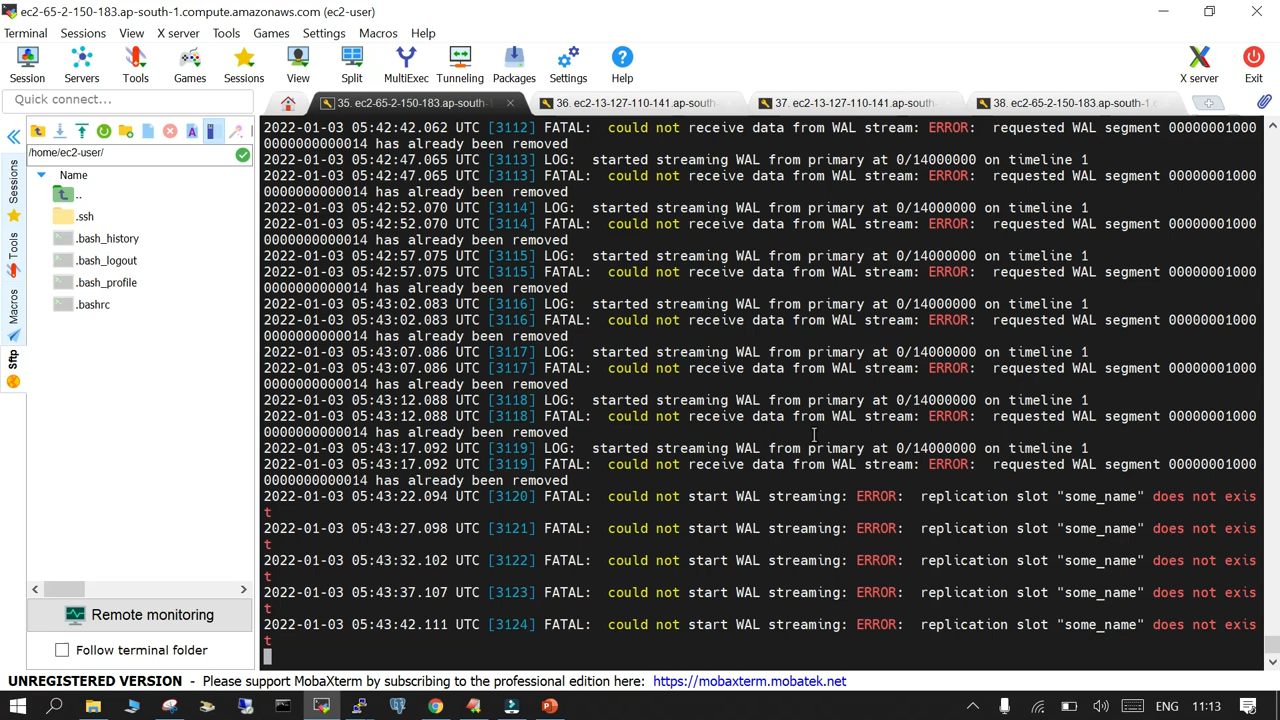 ec2-65-2-150-183.ap-south-1.compute.amazonaws.com (ec2-user)
Terminal Sessions View X server Tools Games Settings Macros Help
Session Servers Tools Games Sessions View Split MultiExec Tunneling Packages Settings Help X server Exit
Quick connect...
35. ec2-65-2-150-183.ap-south-1
36. ec2-13-127-110-141.ap-south-
37. ec2-13-127-110-141.ap-south-
38. ec2-65-2-150-183.ap-south-1.c
Sessions
Tools
Macros
Sftp
/home/ec2-user/
Name
..
.ssh
.bash_history
.bash_logout
.bash_profile
.bashrc
Remote monitoring
Follow terminal folder
2022-01-03 05:42:42.062 UTC [3112] FATAL:  could not receive data from WAL stream: ERROR:  requested WAL segment 00000001000
0000000000014 has already been removed
2022-01-03 05:42:47.065 UTC [3113] LOG:  started streaming WAL from primary at 0/14000000 on timeline 1
2022-01-03 05:42:47.065 UTC [3113] FATAL:  could not receive data from WAL stream: ERROR:  requested WAL segment 00000001000
0000000000014 has already been removed
2022-01-03 05:42:52.070 UTC [3114] LOG:  started streaming WAL from primary at 0/14000000 on timeline 1
2022-01-03 05:42:52.070 UTC [3114] FATAL:  could not receive data from WAL stream: ERROR:  requested WAL segment 00000001000
0000000000014 has already been removed
2022-01-03 05:42:57.075 UTC [3115] LOG:  started streaming WAL from primary at 0/14000000 on timeline 1
2022-01-03 05:42:57.075 UTC [3115] FATAL:  could not receive data from WAL stream: ERROR:  requested WAL segment 00000001000
0000000000014 has already been removed
2022-01-03 05:43:02.083 UTC [3116] LOG:  started streaming WAL from primary at 0/14000000 on timeline 1
2022-01-03 05:43:02.083 UTC [3116] FATAL:  could not receive data from WAL stream: ERROR:  requested WAL segment 00000001000
0000000000014 has already been removed
2022-01-03 05:43:07.086 UTC [3117] LOG:  started streaming WAL from primary at 0/14000000 on timeline 1
2022-01-03 05:43:07.086 UTC [3117] FATAL:  could not receive data from WAL stream: ERROR:  requested WAL segment 00000001000
0000000000014 has already been removed
2022-01-03 05:43:12.088 UTC [3118] LOG:  started streaming WAL from primary at 0/14000000 on timeline 1
2022-01-03 05:43:12.088 UTC [3118] FATAL:  could not receive data from WAL stream: ERROR:  requested WAL segment 00000001000
0000000000014 has already been removed
2022-01-03 05:43:17.092 UTC [3119] LOG:  started streaming WAL from primary at 0/14000000 on timeline 1
2022-01-03 05:43:17.092 UTC [3119] FATAL:  could not receive data from WAL stream: ERROR:  requested WAL segment 00000001000
0000000000014 has already been removed
2022-01-03 05:43:22.094 UTC [3120] FATAL:  could not start WAL streaming: ERROR:  replication slot "some_name" does not exis
t
2022-01-03 05:43:27.098 UTC [3121] FATAL:  could not start WAL streaming: ERROR:  replication slot "some_name" does not exis
t
2022-01-03 05:43:32.102 UTC [3122] FATAL:  could not start WAL streaming: ERROR:  replication slot "some_name" does not exis
t
2022-01-03 05:43:37.107 UTC [3123] FATAL:  could not start WAL streaming: ERROR:  replication slot "some_name" does not exis
t
2022-01-03 05:43:42.111 UTC [3124] FATAL:  could not start WAL streaming: ERROR:  replication slot "some_name" does not exis
t
UNREGISTERED VERSION - Please support MobaXterm by subscribing to the professional edition here: https://mobaxterm.mobatek.net
ENG 11:13